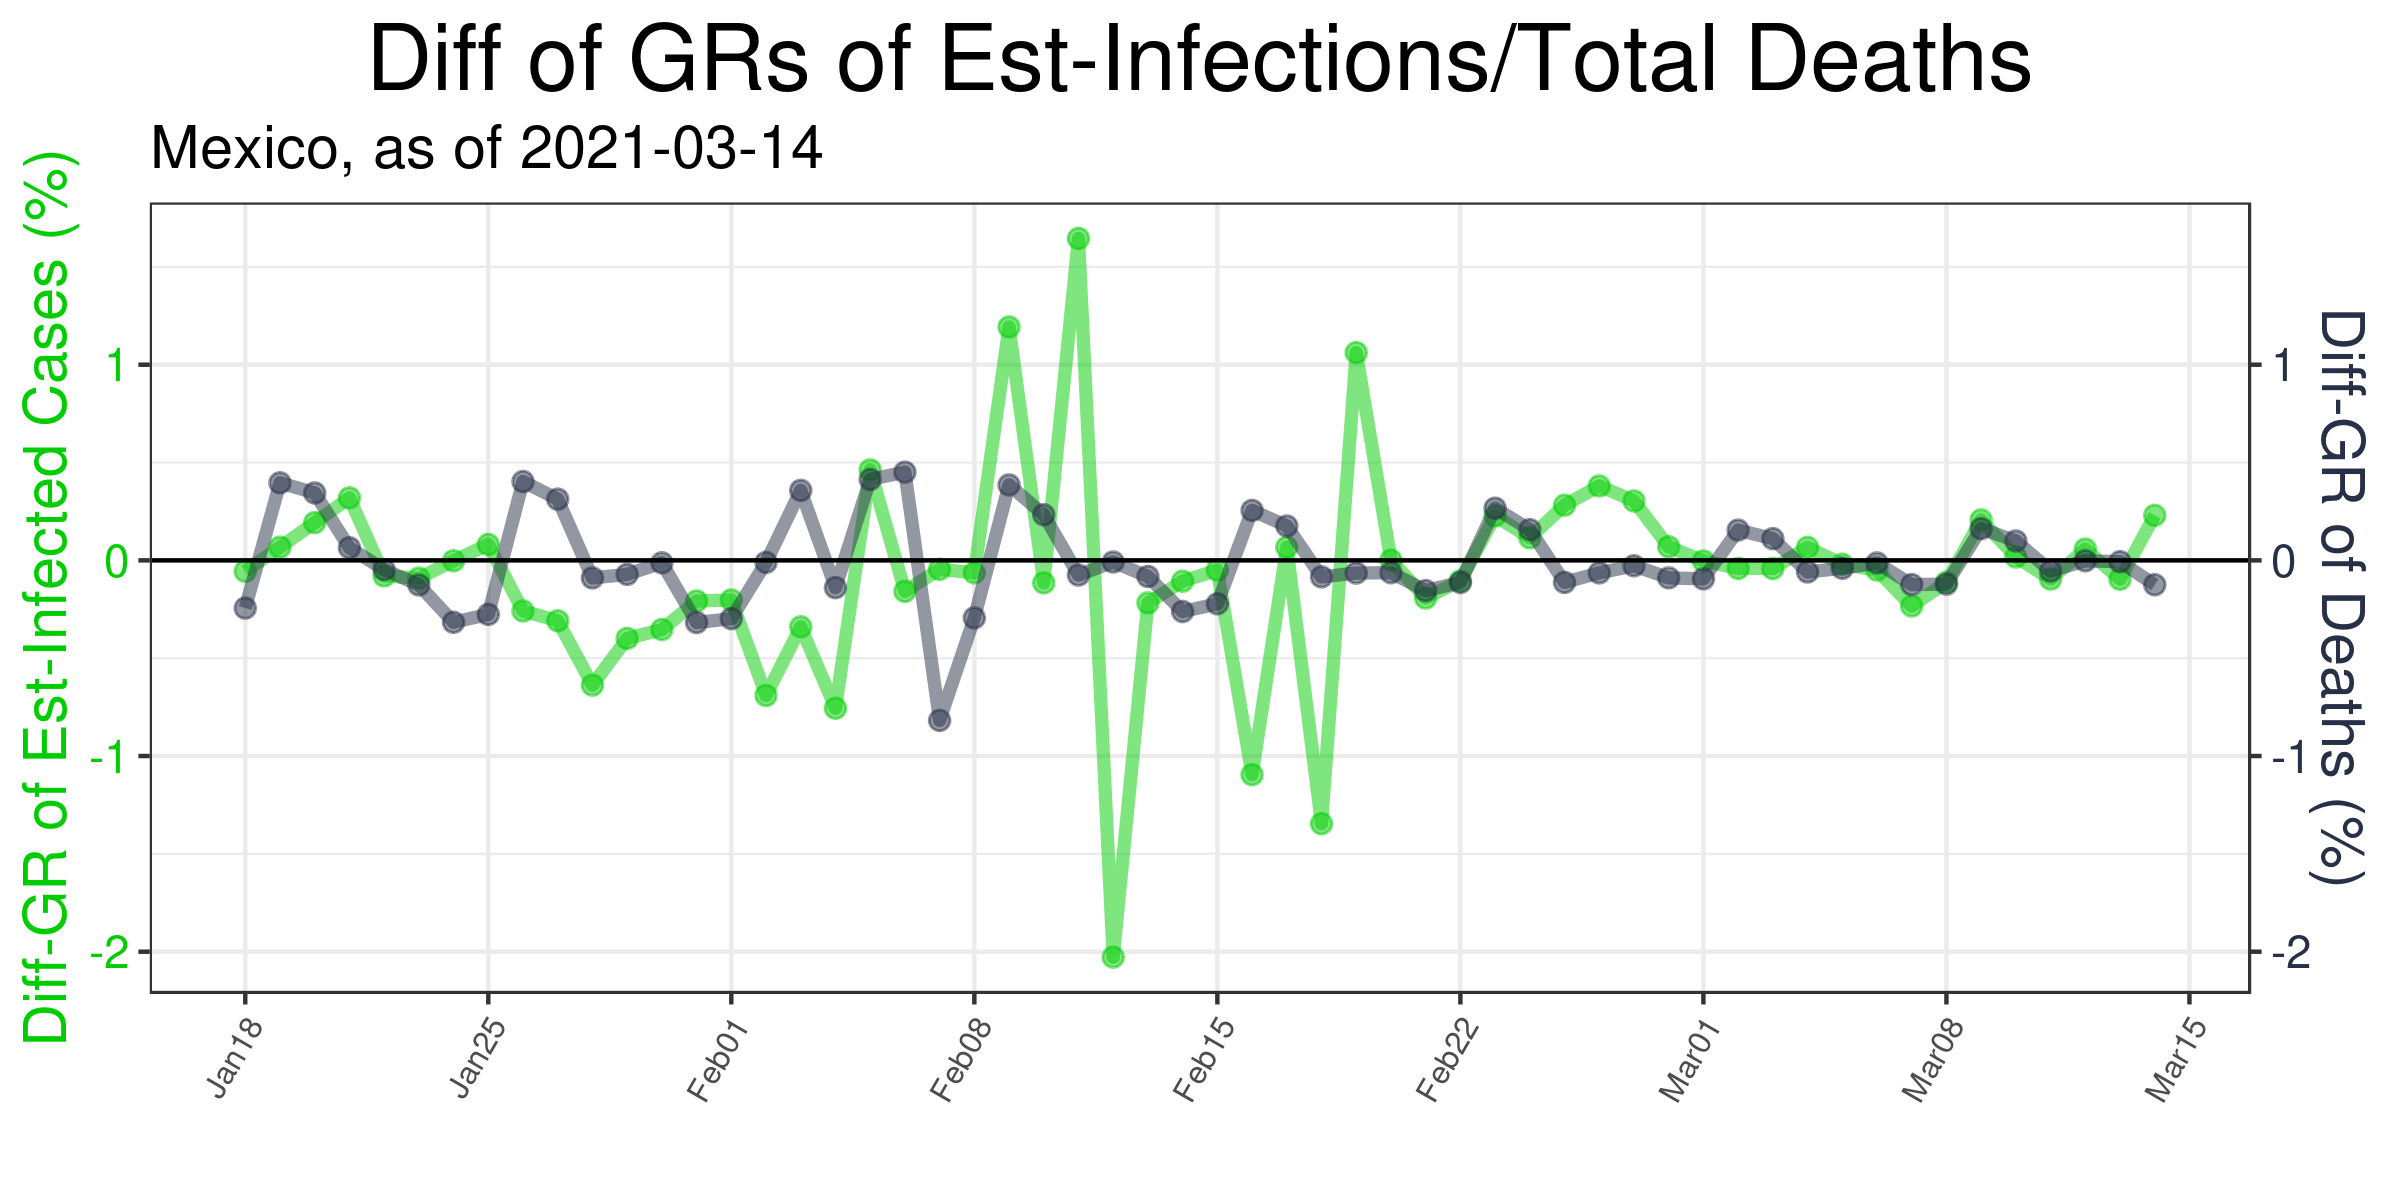 Diff of GRs of Est-Infections/Total Deaths
Mexico, as of 2021-03-14
Diff-GR of Est-Infected Cases (%)
1
0
-1
-2
1
0
-1
-2
Diff-GR of Deaths (%)
Jan18
Jan25
Feb01
Feb08
Feb15
Feb22
Mar01
Mar08
Mar15